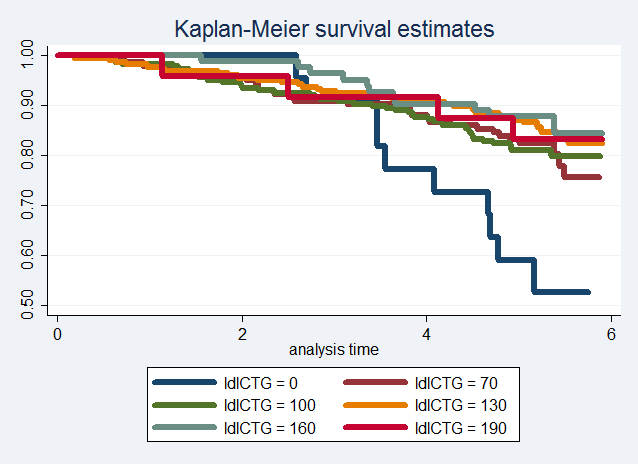 Kaplan-Meier survival estimates
1.00
0.90
0.80
0.70
0.60
0.50
0 2 4 6
analysis time
ldlCTG = 0 ldlCTG = 70
ldlCTG = 100 ldlCTG = 130
ldlCTG = 160 ldlCTG = 190